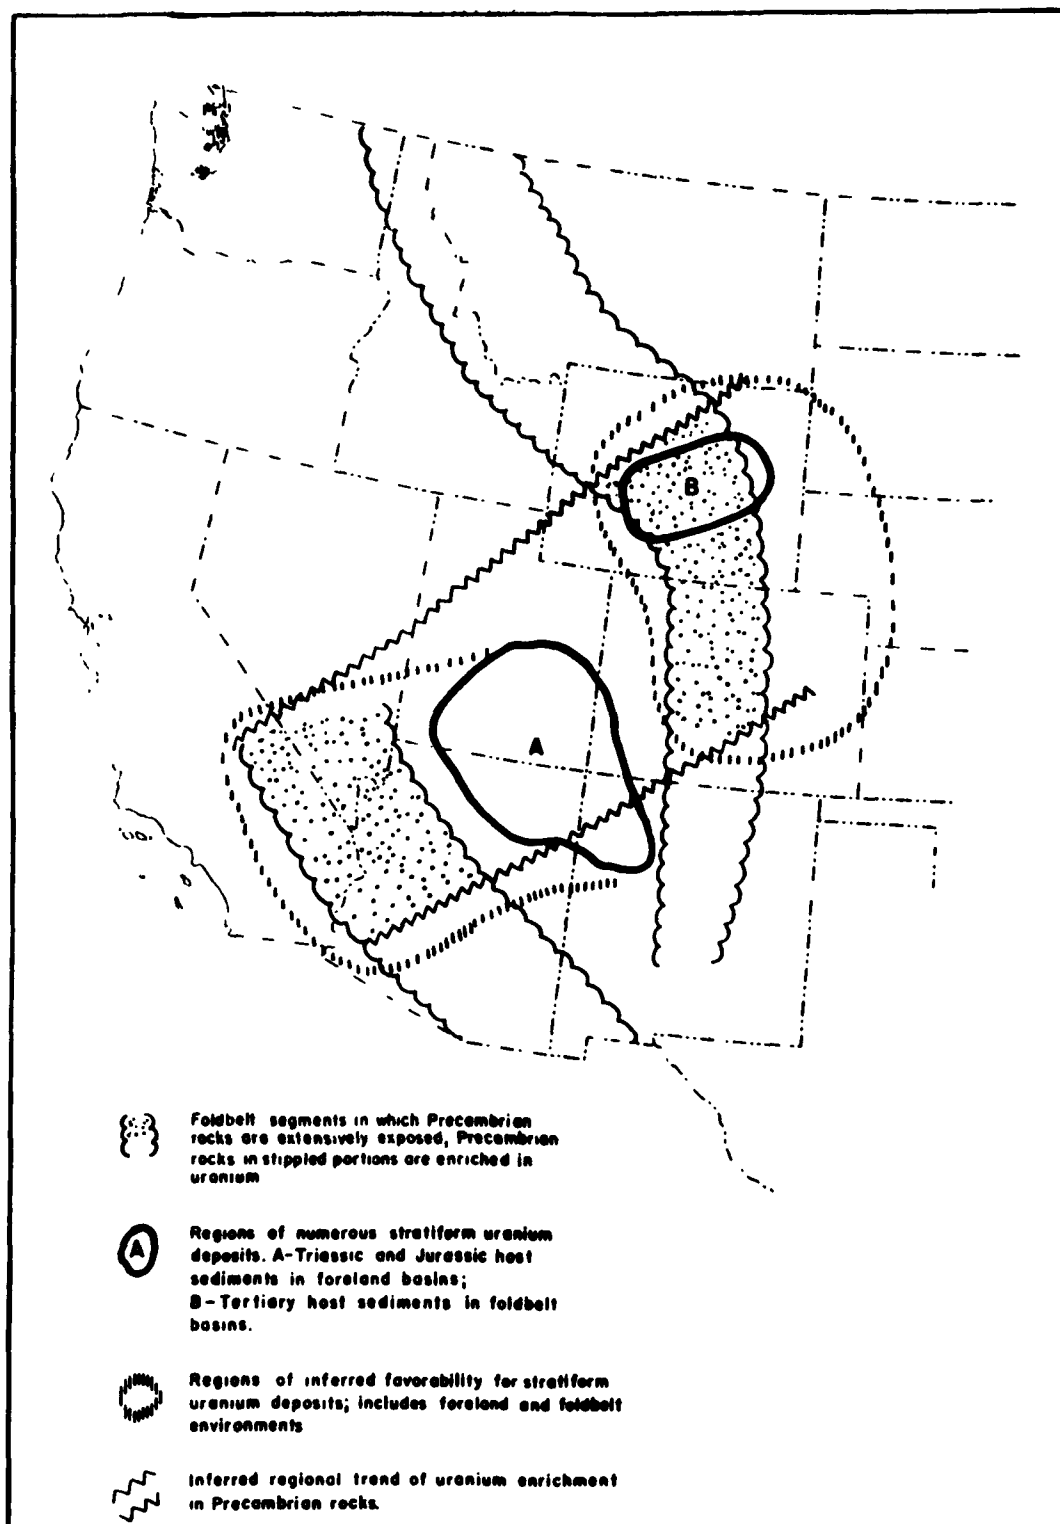 B
A
Foldbelt segments in which Precambrian
rocks are extensively exposed, Precambrian
rocks in stippled portions are enriched in
uranium
A
Regions of numerous stratiform uranium
deposits. A-Triassic and Jurassic host
sediments in foreland basins;
B-Tertiary host sediments in foldbelt
basins.
Regions of inferred favorability for stratiform
uranium deposits; includes foreland and foldbelt
environments
Inferred regional trend of uranium enrichment
in Precambrian rocks.